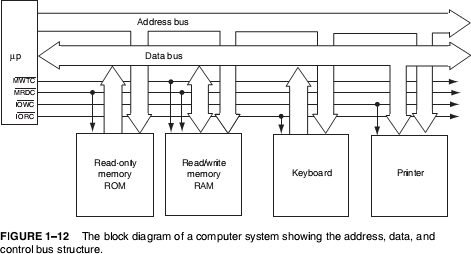 Address bus
μp
Data bus
MWTC
MRDC
IOWC
IORC
Read-only
memory
ROM
Read/write
memory
RAM
Keyboard
Printer
FIGURE 1–12 The block diagram of a computer system showing the address, data, and
control bus structure.